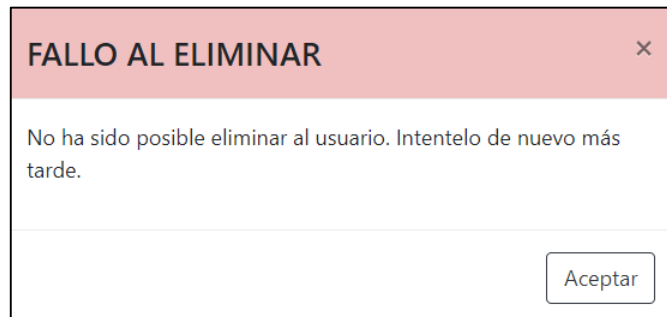 FALLO AL ELIMINAR ×
No ha sido posible eliminar al usuario. Intentelo de nuevo más
tarde.
Aceptar